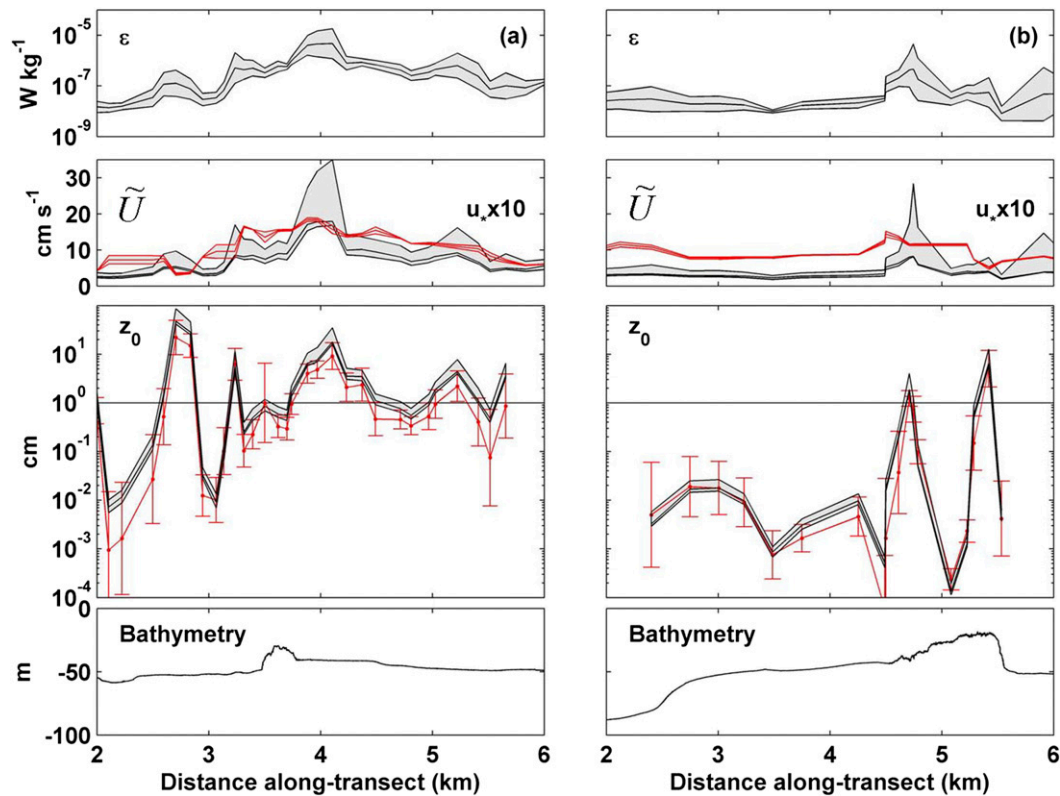 ε
(a)
W kg⁻¹
10⁻⁵
10⁻⁷
10⁻⁹
Ũ
u*x10
cm s⁻¹
30
20
10
0
z₀
cm
10¹
10⁰
10⁻¹
10⁻²
10⁻³
10⁻⁴
Bathymetry
m
0
-50
-100
2 3 4 5 6
Distance along-transect (km)
ε
(b)
Ũ
u*x10
z₀
Bathymetry
2 3 4 5 6
Distance along-transect (km)